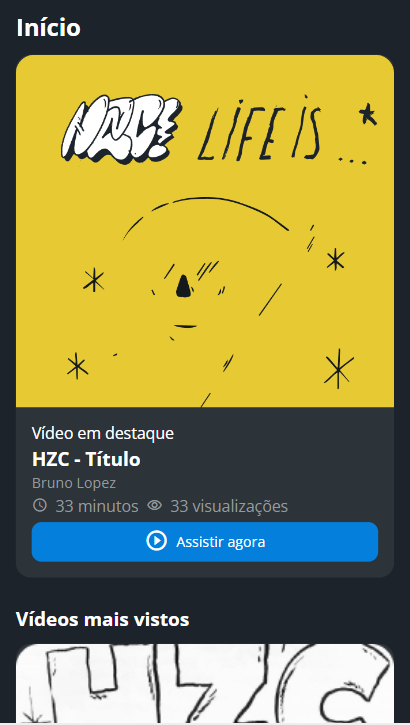 Início
HZC! LIFE IS ...
Vídeo em destaque
HZC - Título
Bruno Lopez
33 minutos 33 visualizações
Assistir agora
Vídeos mais vistos
HZC